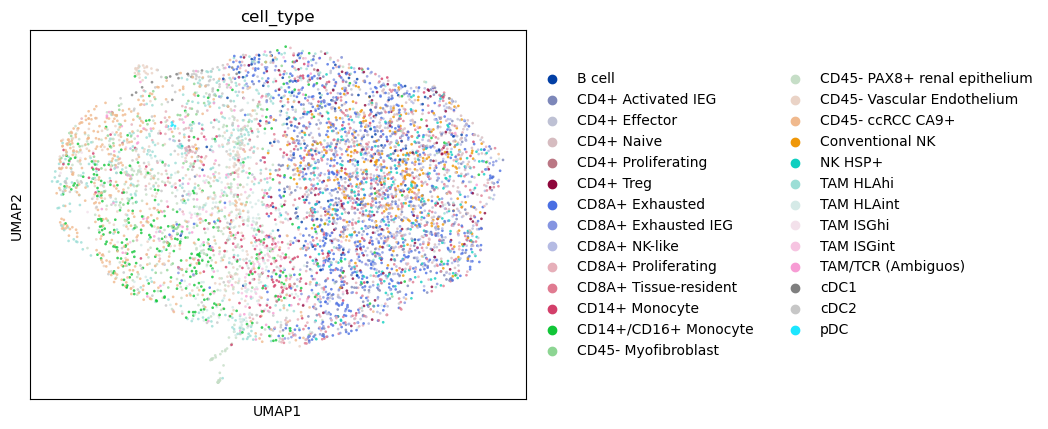 cell_type
UMAP2
UMAP1
B cell
CD4+ Activated IEG
CD4+ Effector
CD4+ Naive
CD4+ Proliferating
CD4+ Treg
CD8A+ Exhausted
CD8A+ Exhausted IEG
CD8A+ NK-like
CD8A+ Proliferating
CD8A+ Tissue-resident
CD14+ Monocyte
CD14+/CD16+ Monocyte
CD45- Myofibroblast
CD45- PAX8+ renal epithelium
CD45- Vascular Endothelium
CD45- ccRCC CA9+
Conventional NK
NK HSP+
TAM HLAhi
TAM HLAint
TAM ISGhi
TAM ISGint
TAM/TCR (Ambiguos)
cDC1
cDC2
pDC